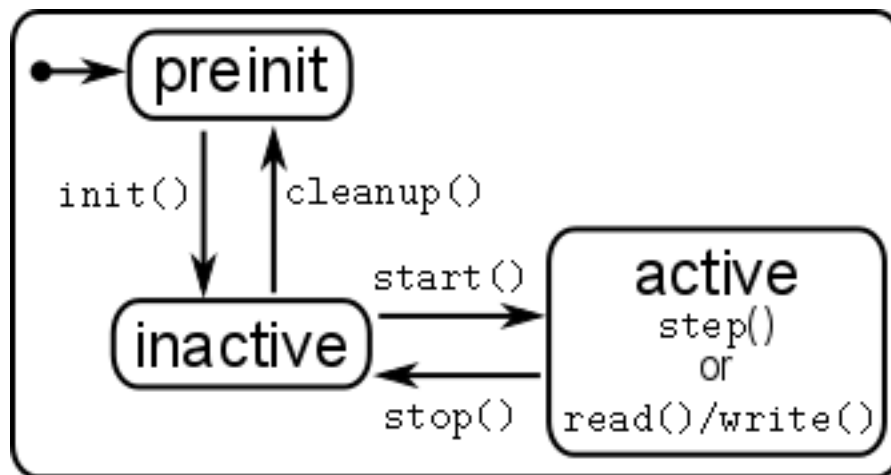 preinit
init()
cleanup()
start()
active
step()
or
read()/write()
inactive
stop()